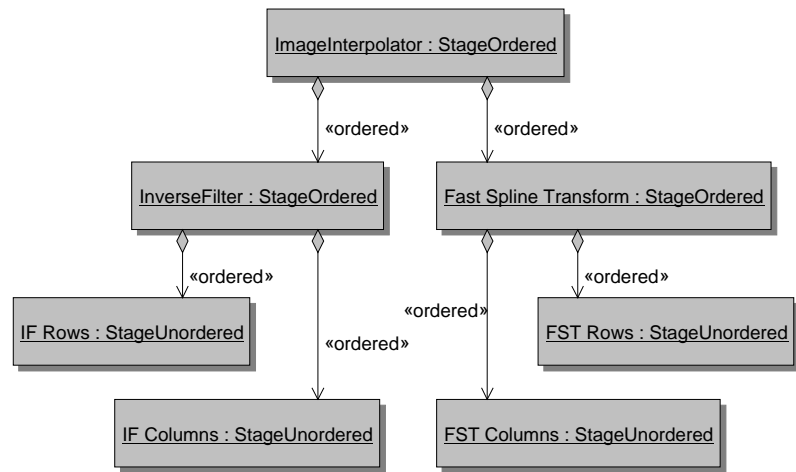 ImageInterpolator : StageOrdered
«ordered»
«ordered»
InverseFilter : StageOrdered
Fast Spline Transform : StageOrdered
«ordered»
«ordered»
IF Rows : StageUnordered
«ordered»
FST Rows : StageUnordered
«ordered»
IF Columns : StageUnordered
FST Columns : StageUnordered